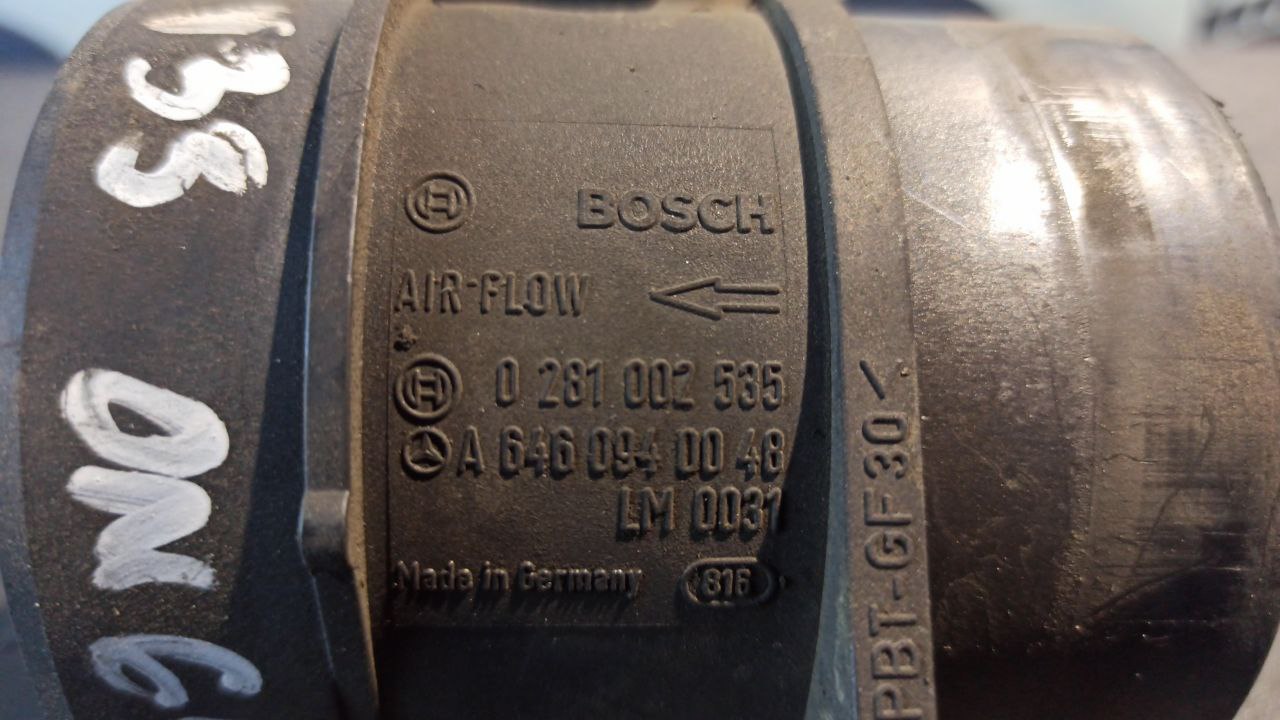 BOSCH
AIR-FLOW
0 281 002 535
A 646 094 00 48
LM 0031
Made in Germany 816
PBT-GF30